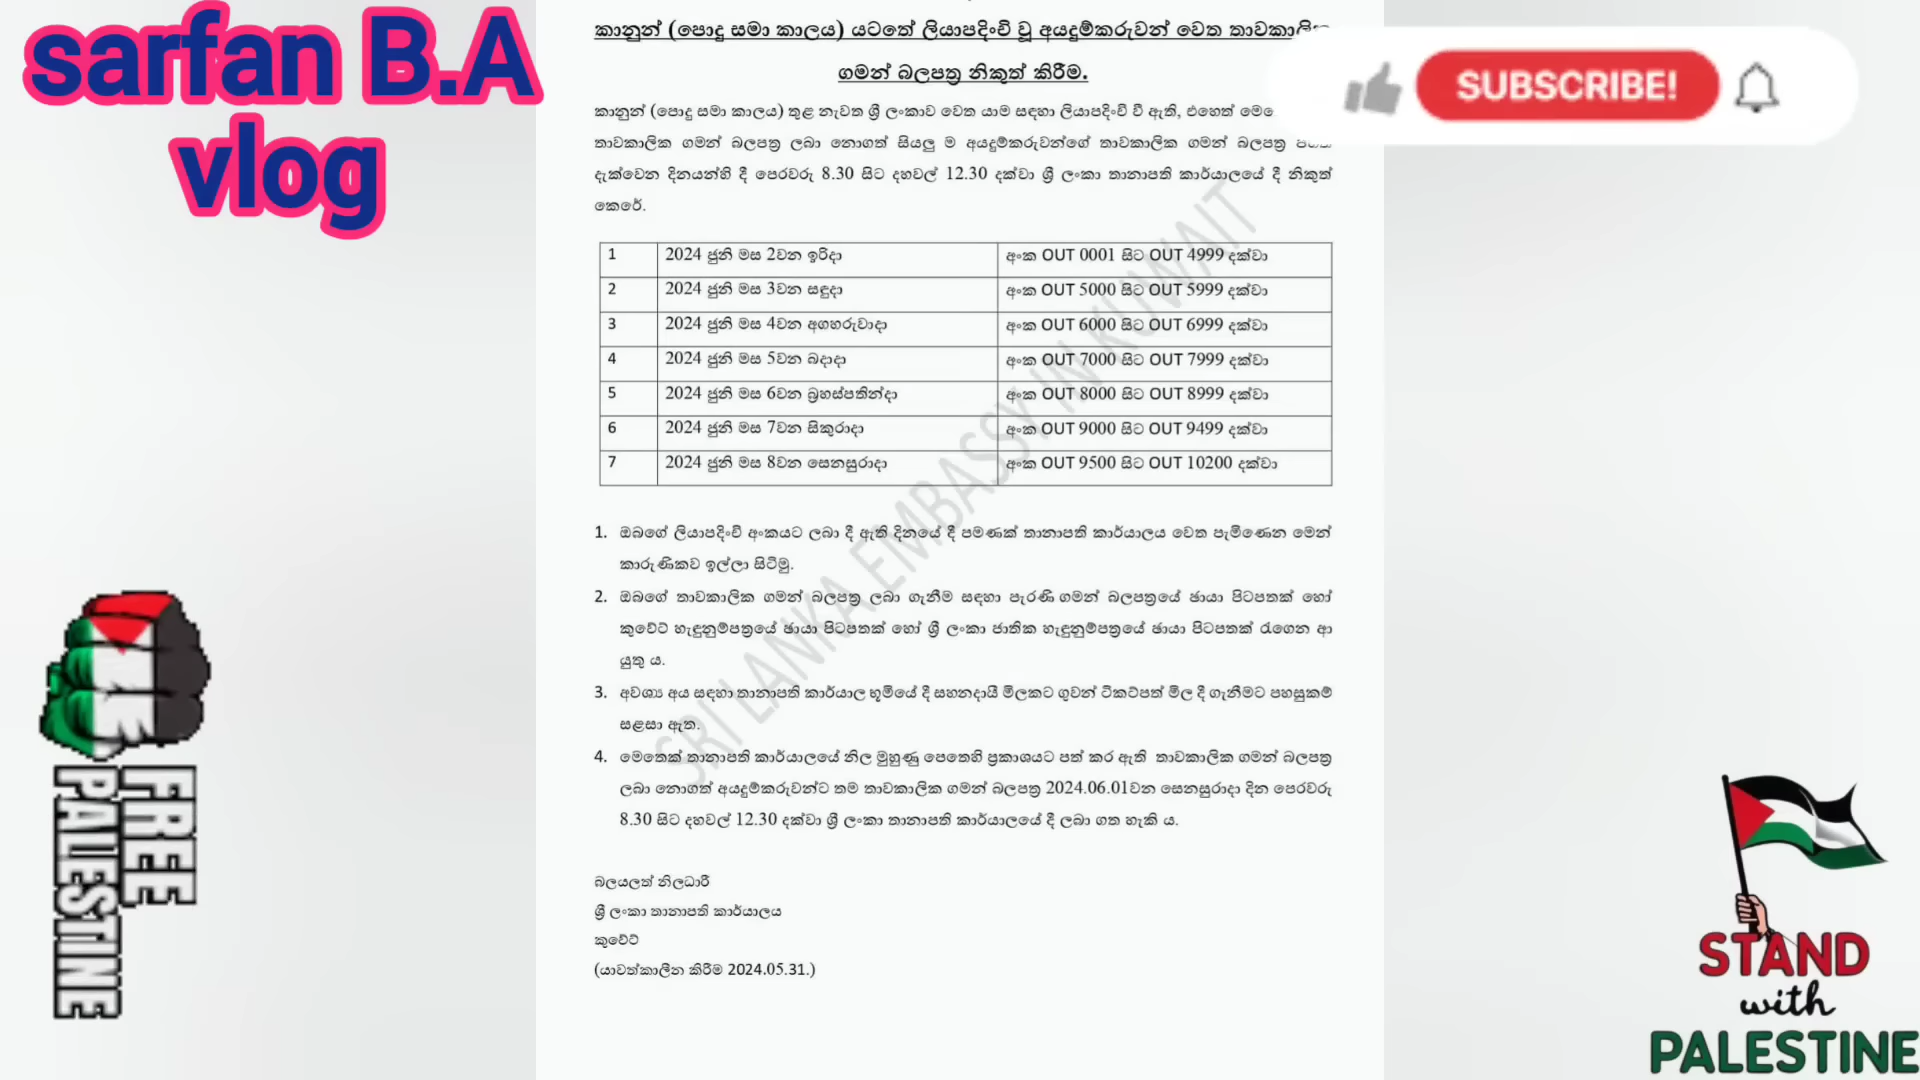 sarfan B.A
vlog
SUBSCRIBE!
කානුන් (පොදු සමා කාලය) යටතේ ලියාපදිංචි වූ අයදුම්කරුවන් වෙත තාවකාලික
ගමන් බලපත්‍ර නිකුත් කිරීම.
කානුන් (පොදු සමා කාලය) තුළ නැවත ශ්‍රී ලංකාව වෙත යාම සඳහා ලියාපදිංචි වී ඇති, එහෙත්
තාවකාලික ගමන් බලපත්‍ර ලබා නොගත් සියලු ම අයදුම්කරුවන්ගේ තාවකාලික ගමන් බලපත්‍ර පහත
දැක්වෙන දිනයන්හි දී පෙරවරු 8.30 සිට දහවල් 12.30 දක්වා ශ්‍රී ලංකා තානාපති කාර්යාලයේ දී නිකුත්
කෙරේ.
1 2024 ජුනි මස 2වන ඉරිදා අංක OUT 0001 සිට OUT 4999 දක්වා
2 2024 ජුනි මස 3වන සඳුදා අංක OUT 5000 සිට OUT 5999 දක්වා
3 2024 ජුනි මස 4වන අගහරුවාදා අංක OUT 6000 සිට OUT 6999 දක්වා
4 2024 ජුනි මස 5වන බදාදා අංක OUT 7000 සිට OUT 7999 දක්වා
5 2024 ජුනි මස 6වන බ්‍රහස්පතින්දා අංක OUT 8000 සිට OUT 8999 දක්වා
6 2024 ජුනි මස 7වන සිකුරාදා අංක OUT 9000 සිට OUT 9499 දක්වා
7 2024 ජුනි මස 8වන සෙනසුරාදා අංක OUT 9500 සිට OUT 10200 දක්වා
SRI LANKA EMBASSY IN KUWAIT
1. ඔබගේ ලියාපදිංචි අංකයට ලබා දී ඇති දිනයේ දී පමණක් තානාපති කාර්යාලය වෙත පැමිණෙන මෙන්
කාරුණිකව ඉල්ලා සිටිමු.
2. ඔබගේ තාවකාලික ගමන් බලපත්‍ර ලබා ගැනීම සඳහා පැරණි ගමන් බලපත්‍රයේ ඡායා පිටපතක් හෝ
කුවේට් හැඳුනුම්පත්‍රයේ ඡායා පිටපතක් හෝ ශ්‍රී ලංකා ජාතික හැඳුනුම්පත්‍රයේ ඡායා පිටපතක් රැගෙන ආ
යුතු ය.
3. අවශ්‍ය අය සඳහා තානාපති කාර්යාල භූමියේ දී සහනදායී මිලකට ගුවන් ටිකට්පත් මිල දී ගැනීමට පහසුකම්
සළසා ඇත.
4. මෙතෙක් තානාපති කාර්යාලයේ නිල මුහුණු පෙතෙහි ප්‍රකාශයට පත් කර ඇති තාවකාලික ගමන් බලපත්‍ර
ලබා නොගත් අයදුම්කරුවන්ට තම තාවකාලික ගමන් බලපත්‍ර 2024.06.01වන සෙනසුරාදා දින පෙරවරු
8.30 සිට දහවල් 12.30 දක්වා ශ්‍රී ලංකා තානාපති කාර්යාලයේ දී ලබා ගත හැකි ය.
බලයලත් නිලධාරී
ශ්‍රී ලංකා තානාපති කාර්යාලය
කුවේට්
(යාවත්කාලීන කිරීම 2024.05.31.)
FREE
PALESTINE
STAND
with
PALESTINE